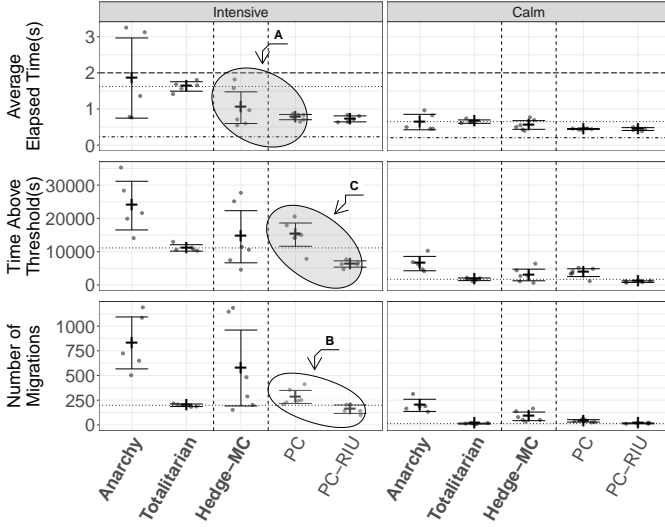 Intensive
Calm
Average
Elapsed Time(s)
3
2
1
0
A
Time Above
Threshold(s)
30000
20000
10000
0
C
Number of
Migrations
1000
750
500
250
0
B
Anarchy
Totalitarian
Hedge−MC
PC
PC−RIU
Anarchy
Totalitarian
Hedge−MC
PC
PC−RIU